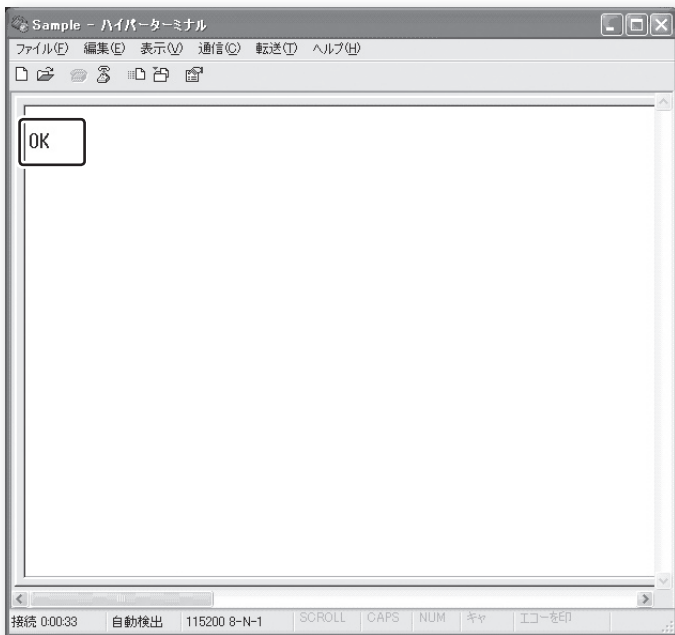 Sample - ハイパーターミナル
ファイル(F) 編集(E) 表示(V) 通信(C) 転送(T) ヘルプ(H)
OK
接続 0:00:33 自動検出 115200 8-N-1 SCROLL CAPS NUM キャ エコーを印